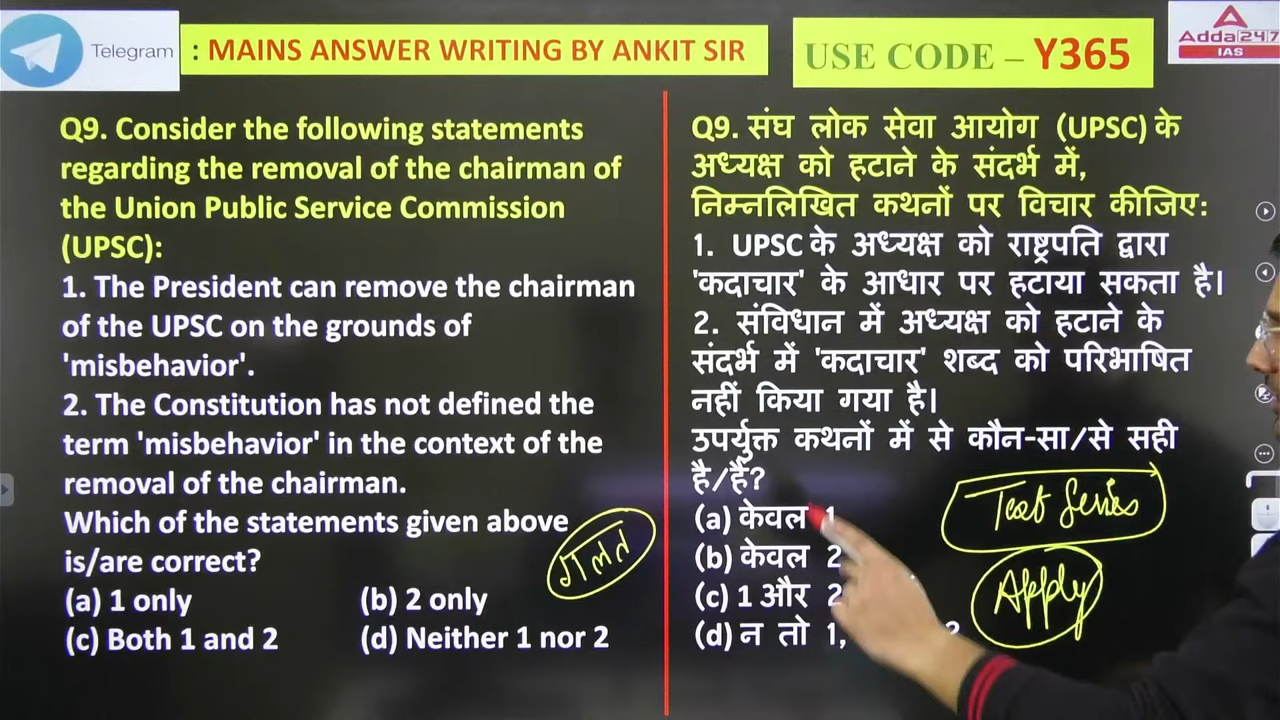 Telegram
: MAINS ANSWER WRITING BY ANKIT SIR
USE CODE – Y365
Adda 247
IAS
Q9. Consider the following statements
regarding the removal of the chairman of
the Union Public Service Commission
(UPSC):
1. The President can remove the chairman
of the UPSC on the grounds of
'misbehavior'.
2. The Constitution has not defined the
term 'misbehavior' in the context of the
removal of the chairman.
Which of the statements given above
is/are correct?
(a) 1 only (b) 2 only
(c) Both 1 and 2 (d) Neither 1 nor 2
गलत
Q9. संघ लोक सेवा आयोग (UPSC) के
अध्यक्ष को हटाने के संदर्भ में,
निम्नलिखित कथनों पर विचार कीजिए:
1. UPSC के अध्यक्ष को राष्ट्रपति द्वारा
'कदाचार' के आधार पर हटाया सकता है।
2. संविधान में अध्यक्ष को हटाने के
संदर्भ में 'कदाचार' शब्द को परिभाषित
नहीं किया गया है।
उपर्युक्त कथनों में से कौन-सा/से सही
है/हैं?
(a) केवल 1
(b) केवल 2
(c) 1 और 2
(d) न तो 1, 2
Test Series
Apply